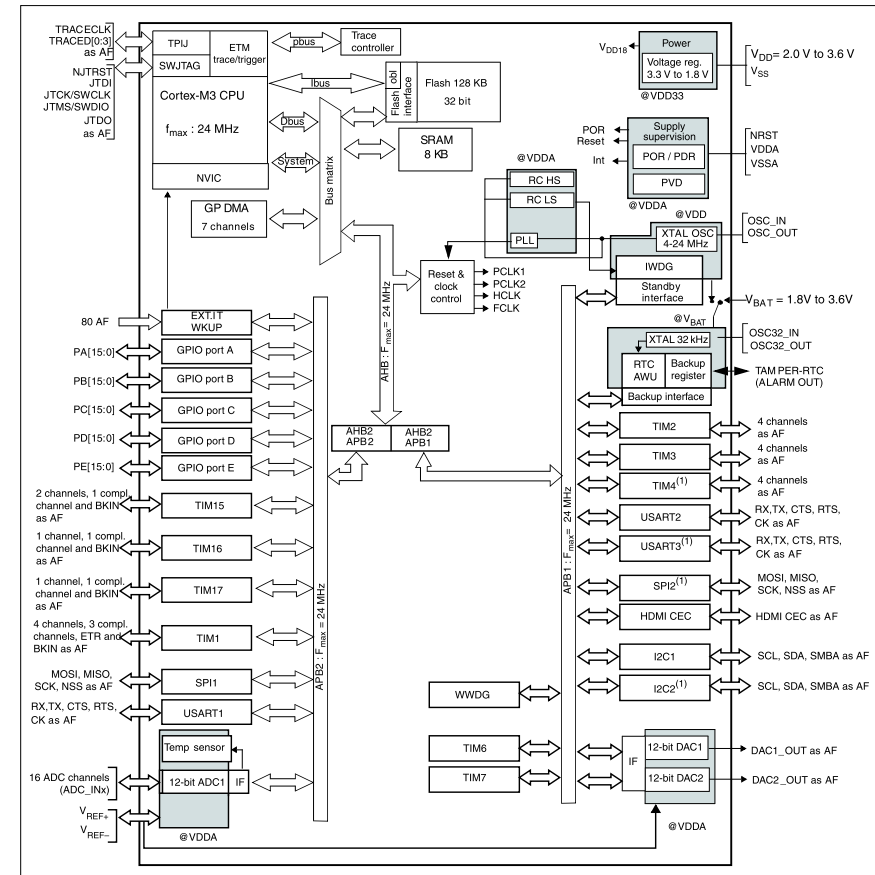 TRACECLK
TRACED[0:3]
as AF
NJTRST
JTDI
JTCK/SWCLK
JTMS/SWDIO
JTDO
as AF
TPIJ
SWJTAG
ETM
trace/trigger
Cortex-M3 CPU
fmax : 24 MHz
NVIC
pbus
Trace
controller
Ibus
Dbus
System
Flash obl
interface
Flash 128 KB
32 bit
SRAM
8 KB
Bus matrix
GP DMA
7 channels
VDD18
Power
Voltage reg.
3.3 V to 1.8 V
@VDD33
VDD= 2.0 V to 3.6 V
VSS
POR
Reset
Int
Supply
supervision
POR / PDR
PVD
@VDDA
NRST
VDDA
VSSA
@VDDA
RC HS
RC LS
PLL
@VDD
XTAL OSC
4-24 MHz
IWDG
Standby
interface
OSC_IN
OSC_OUT
Reset &
clock
control
PCLK1
PCLK2
HCLK
FCLK
VBAT = 1.8V to 3.6V
@VBAT
XTAL 32 kHz
OSC32_IN
OSC32_OUT
RTC
AWU
Backup
register
Backup interface
TAMPER-RTC
(ALARM OUT)
AHB : Fmax = 24 MHz
80 AF
EXT.IT
WKUP
PA[15:0]
GPIO port A
PB[15:0]
GPIO port B
PC[15:0]
GPIO port C
PD[15:0]
GPIO port D
PE[15:0]
GPIO port E
2 channels, 1 compl.
channel and BKIN
as AF
TIM15
1 channel, 1 compl.
channel and BKIN
as AF
TIM16
1 channel, 1 compl.
channel and BKIN
as AF
TIM17
4 channels, 3 compl.
channels, ETR and
BKIN as AF
TIM1
MOSI, MISO,
SCK, NSS as AF
SPI1
RX,TX, CTS, RTS,
CK as AF
USART1
Temp sensor
16 ADC channels
(ADC_INx)
12-bit ADC1
IF
VREF+
VREF–
@VDDA
APB2 : Fmax = 24 MHz
AHB2
APB2
AHB2
APB1
APB1 : Fmax = 24 MHz
TIM2
4 channels
as AF
TIM3
4 channels
as AF
TIM4(1)
4 channels
as AF
USART2
RX,TX, CTS, RTS,
CK as AF
USART3(1)
RX,TX, CTS, RTS,
CK as AF
SPI2(1)
MOSI, MISO,
SCK, NSS as AF
HDMI CEC
HDMI CEC as AF
I2C1
SCL, SDA, SMBA as AF
I2C2(1)
SCL, SDA, SMBA as AF
WWDG
TIM6
TIM7
IF
12-bit DAC1
DAC1_OUT as AF
12-bit DAC2
DAC2_OUT as AF
@VDDA